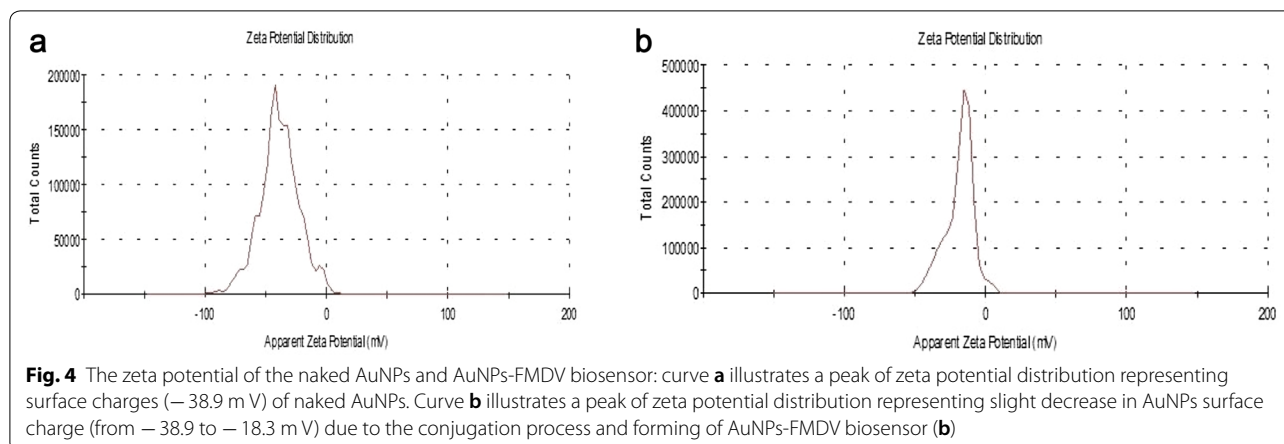 a
Zeta Potential Distribution
200000
150000
100000
50000
0
Total Counts
-100
0
100
200
Apparent Zeta Potential (mV)
b
Zeta Potential Distribution
500000
400000
300000
200000
100000
0
Total Counts
-100
0
100
200
Apparent Zeta Potential (mV)
Fig. 4 The zeta potential of the naked AuNPs and AuNPs-FMDV biosensor: curve a illustrates a peak of zeta potential distribution representing
surface charges (− 38.9 m V) of naked AuNPs. Curve b illustrates a peak of zeta potential distribution representing slight decrease in AuNPs surface
charge (from − 38.9 to − 18.3 m V) due to the conjugation process and forming of AuNPs-FMDV biosensor (b)